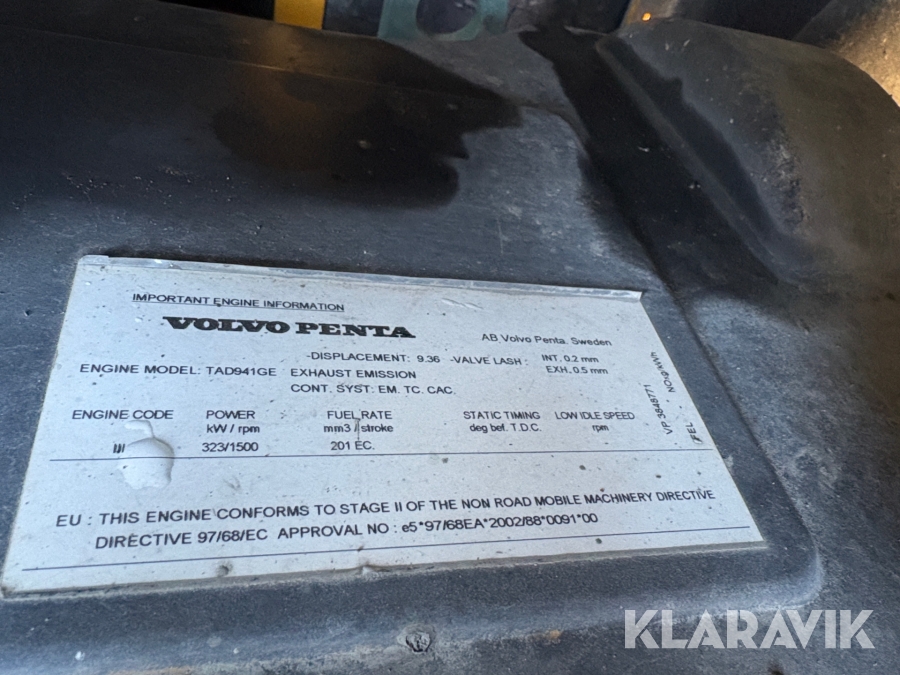 IMPORTANT ENGINE INFORMATION
VOLVO PENTA
AB Volvo Penta. Sweden
-DISPLACEMENT: 9.36 -VALVE LASH : INT. 0.2 mm
EXH. 0.5 mm
ENGINE MODEL: TAD941GE EXHAUST EMISSION
CONT. SYST: EM. TC. CAC.
ENGINE CODE POWER FUEL RATE STATIC TIMING LOW IDLE SPEED
kW / rpm mm3 / stroke deg bef. T.D.C. rpm
III 323/1500 201 EC.
VP 3848771
FEL. - NOx g/kWh
EU : THIS ENGINE CONFORMS TO STAGE II OF THE NON ROAD MOBILE MACHINERY DIRECTIVE
DIRECTIVE 97/68/EC APPROVAL NO : e5*97/68EA*2002/88*0091*00
KLARAVIK